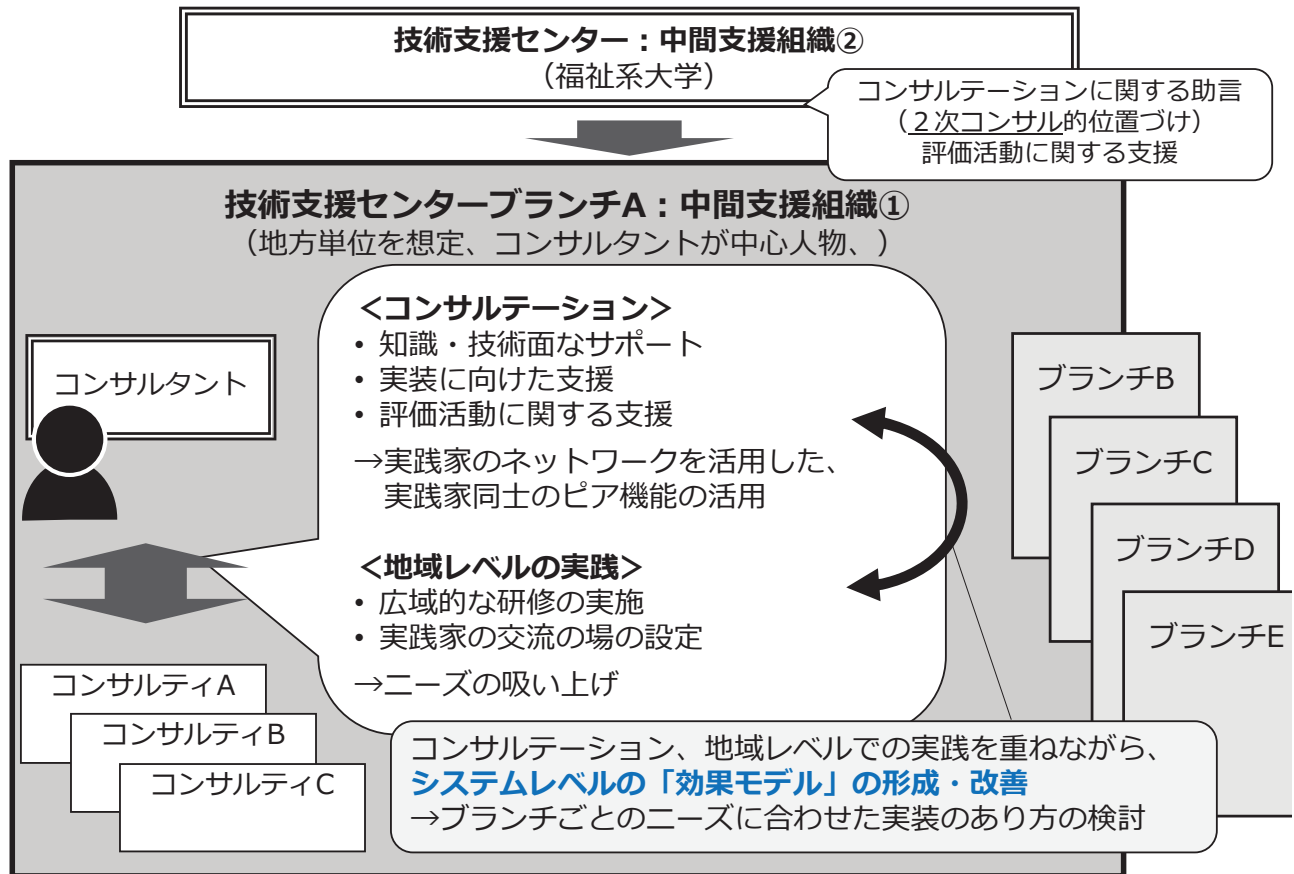 技術支援センター：中間支援組織②
（福祉系大学）
コンサルテーションに関する助言
（２次コンサル的位置づけ）
評価活動に関する支援
技術支援センターブランチA：中間支援組織①
（地方単位を想定、コンサルタントが中心人物、）
コンサルタント
＜コンサルテーション＞
• 知識・技術面なサポート
• 実装に向けた支援
• 評価活動に関する支援
→実践家のネットワークを活用した、
実践家同士のピア機能の活用
＜地域レベルの実践＞
• 広域的な研修の実施
• 実践家の交流の場の設定
→ニーズの吸い上げ
コンサルティA
コンサルティB
コンサルティC
ブランチB
ブランチC
ブランチD
ブランチE
コンサルテーション、地域レベルでの実践を重ねながら、
システムレベルの「効果モデル」の形成・改善
→ブランチごとのニーズに合わせた実装のあり方の検討